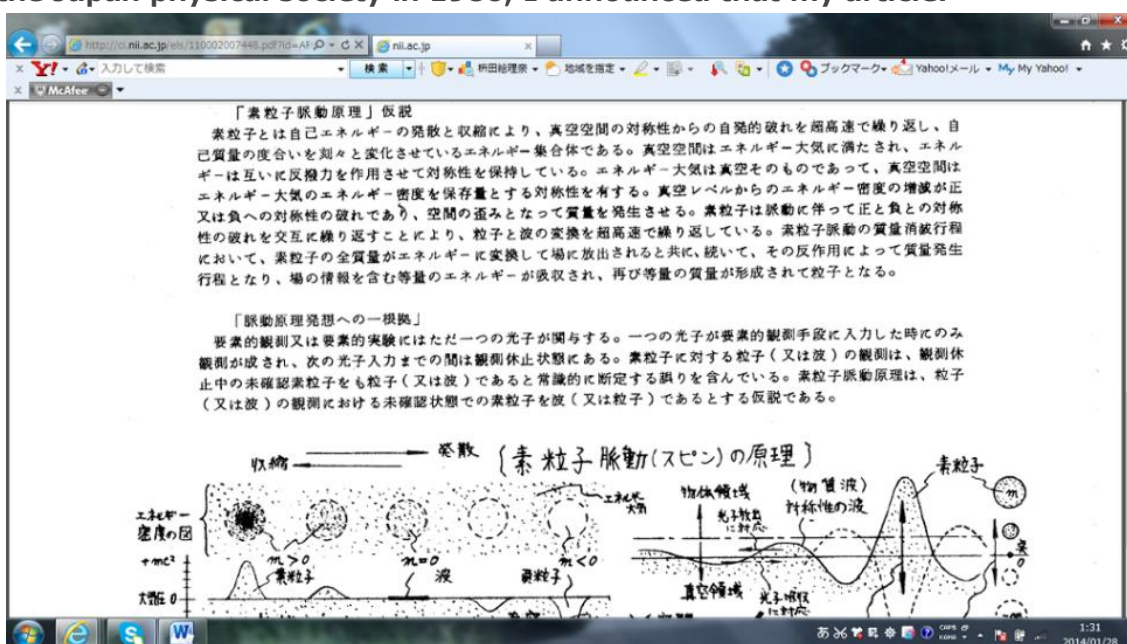 the Japan physical Society in 1986, I announced that my article.
http://ci.nii.ac.jp/els/110002007448.pdf?id=AF
nii.ac.jp
Y! 入力して検索 検索 枡田絵理奈 地域を指定 ブックマーク Yahoo!メール My Yahoo!
McAfee
「素粒子脈動原理」仮説
素粒子とは自己エネルギーの発散と収縮により、真空空間の対称性からの自発的破れを超高速で繰り返し、自
己質量の度合いを刻々と変化させているエネルギー集合体である。真空空間はエネルギー大気に満たされ、エネル
ギーは互いに反撥力を作用させて対称性を保持している。エネルギー大気は真空そのものであって、真空空間は
エネルギー大気のエネルギー密度を保存量とする対称性を有する。真空レベルからのエネルギー密度の増減が正
又は負への対称性の破れであり、空間の歪みとなって質量を発生させる。素粒子は脈動に伴って正と負との対称
性の破れを交互に繰り返すことにより、粒子と波の変換を超高速で繰り返している。素粒子脈動の質量消滅行程
において、素粒子の全質量がエネルギーに変換して場に放出されると共に、続いて、その反作用によって質量発生
行程となり、場の情報を含む等量のエネルギーが吸収され、再び等量の質量が形成されて粒子となる。
「脈動原理発想への一根拠」
要素的観測又は要素的実験にはただ一つの光子が関与する。一つの光子が要素的観測手段に入力した時にのみ
観測が成され、次の光子入力までの間は観測休止状態にある。素粒子に対する粒子（又は波）の観測は、観測休
止中の未確認素粒子をも粒子（又は波）であると常識的に断定する誤りを含んでいる。素粒子脈動原理は、粒子
（又は波）の観測における未確認状態での素粒子を波（又は粒子）であるとする仮説である。
収縮 発散 〔素粒子脈動(スピン)の原理〕
素粒子
エネルギー大気
物体領域
(物質波)
対称性の波
光子放出に対応
m
エネルギー密度の図
m>0
m=0
m<0
+mc²
素粒子
波
大気圧 0
真空領域
あ
CAPS
KANA
1:31
2014/01/28